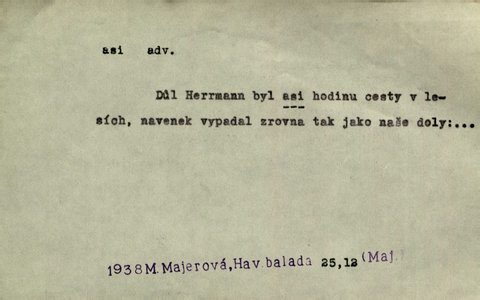 asi adv.
Důl Herrmann byl asi hodinu cesty v le-
sích, navenek vypadal zrovna tak jako naše doly:...
1938 M. Majerová, Hav. balada 25,12 (Maj.)